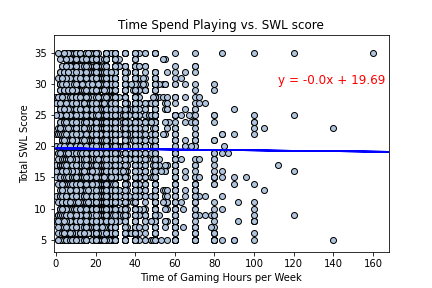 Time Spend Playing vs. SWL score
35
30
25
20
15
10
5
Total SWL Score
y = -0.0x + 19.69
0 20 40 60 80 100 120 140 160
Time of Gaming Hours per Week